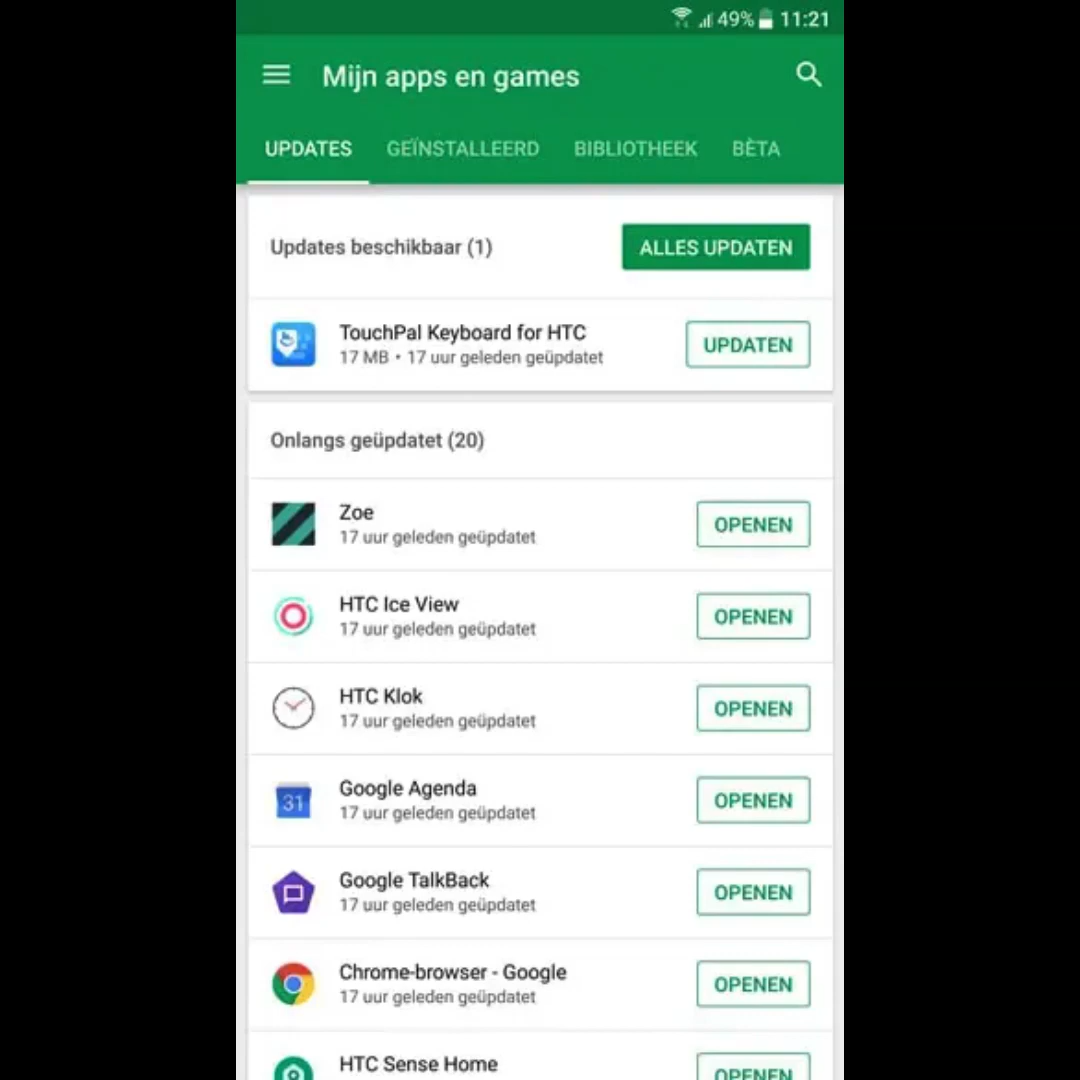 49% 11:21
Mijn apps en games
UPDATES GEÏNSTALLEERD BIBLIOTHEEK BÈTA
Updates beschikbaar (1) ALLES UPDATEN
TouchPal Keyboard for HTC
17 MB • 17 uur geleden geüpdatet
UPDATEN
Onlangs geüpdatet (20)
Zoe
17 uur geleden geüpdatet
OPENEN
HTC Ice View
17 uur geleden geüpdatet
OPENEN
HTC Klok
17 uur geleden geüpdatet
OPENEN
31
Google Agenda
17 uur geleden geüpdatet
OPENEN
Google TalkBack
17 uur geleden geüpdatet
OPENEN
Chrome-browser - Google
17 uur geleden geüpdatet
OPENEN
HTC Sense Home
OPENEN